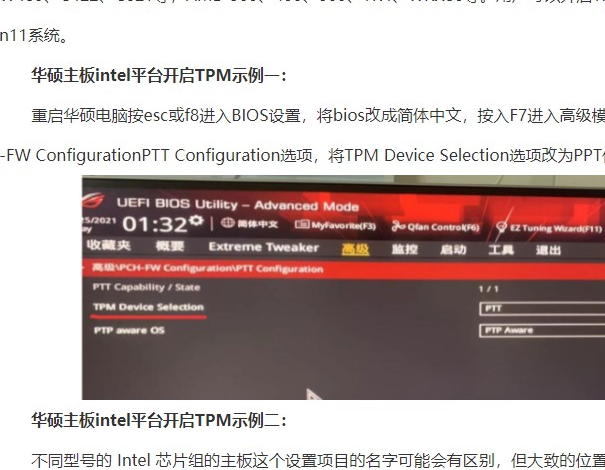 n11系统。
华硕主板intel平台开启TPM示例一：
重启华硕电脑按esc或f8进入BIOS设置，将bios改成简体中文，按入F7进入高级模
-FW ConfigurationPTT Configuration选项，将TPM Device Selection选项改为PPT
UEFI BIOS Utility – Advanced Mode
5/2021
01:32
简体中文
MyFavorite(F3)
Qfan Control(F6)
EZ Tuning Wizard(F11)
收藏夹 概要 Extreme Tweaker 高级 监控 启动 工具 退出
高级\PCH-FW Configuration\PTT Configuration
PTT Capability / State 1 / 1
TPM Device Selection PTT
PTP aware OS PTP Aware
华硕主板intel平台开启TPM示例二：
不同型号的 Intel 芯片组的主板这个设置项目的名字可能会有区别，但大致的位置